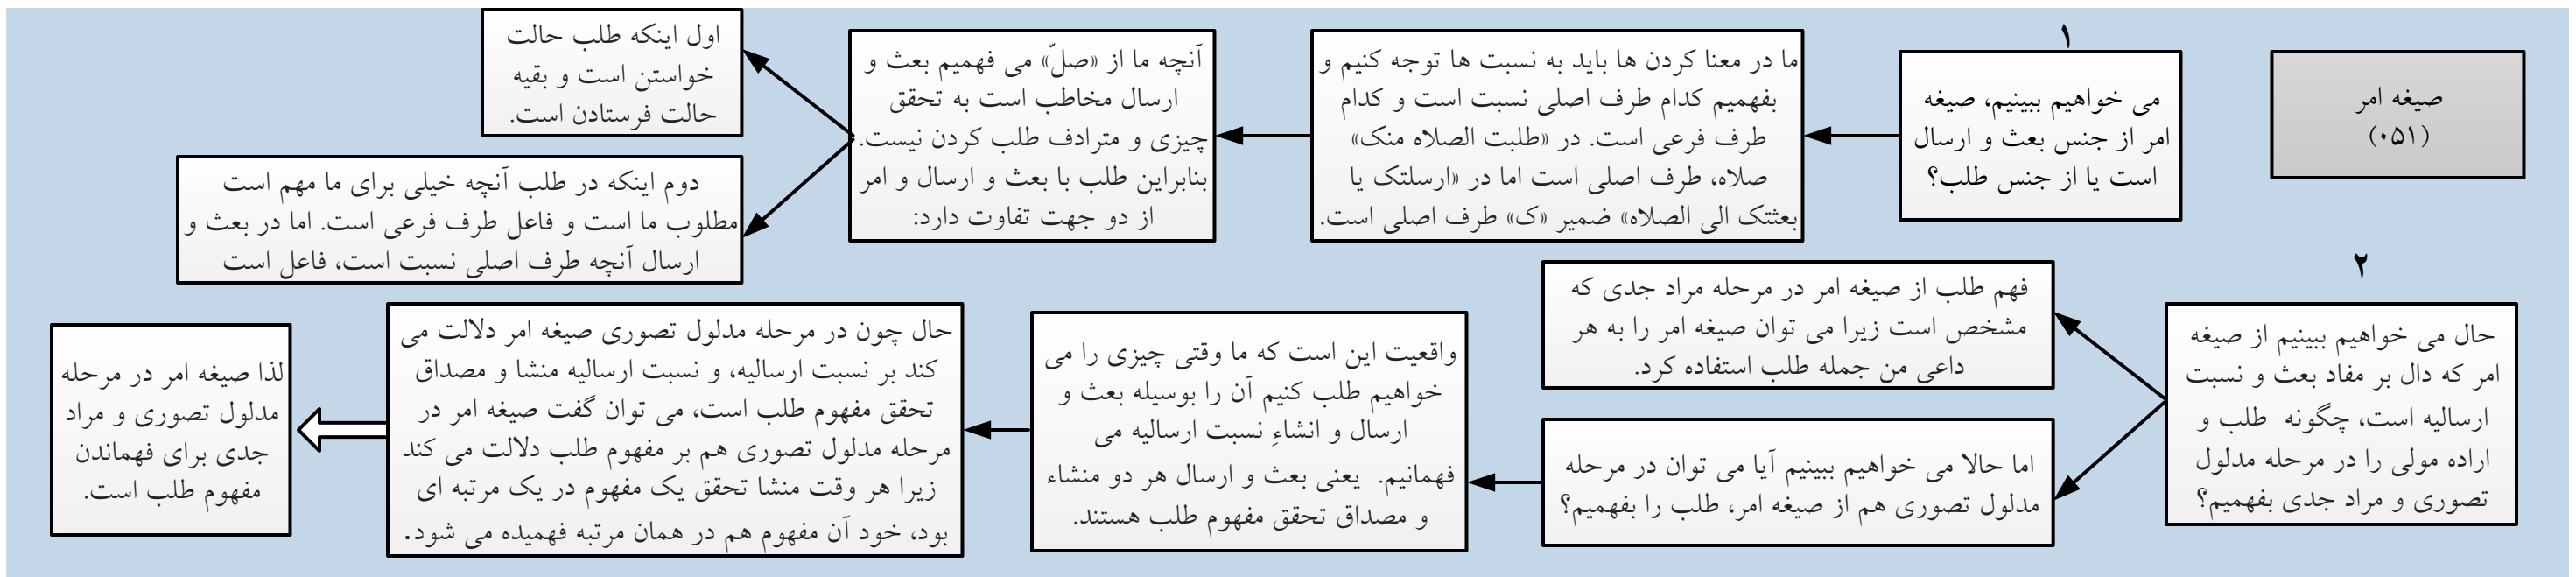 صیغه امر
(۰۵۱)
۱
می خواهیم ببینیم، صیغه
امر از جنس بعث و ارسال
است یا از جنس طلب؟
ما در معنا کردن ها باید به نسبت ها توجه کنیم و
بفهمیم کدام طرف اصلی نسبت است و کدام
طرف فرعی است. در «طلبت الصلاه منک»
صلاه، طرف اصلی است اما در «ارسلتک یا
بعثتک الی الصلاه» ضمیر «ک» طرف اصلی است.
آنچه ما از «صلّ» می فهمیم بعث و
ارسال مخاطب است به تحقق
چیزی و مترادف طلب کردن نیست.
بنابراین طلب با بعث و ارسال و امر
از دو جهت تفاوت دارد:
اول اینکه طلب حالت
خواستن است و بقیه
حالت فرستادن است.
دوم اینکه در طلب آنچه خیلی برای ما مهم است
مطلوب ما است و فاعل طرف فرعی است. اما در بعث و
ارسال آنچه طرف اصلی نسبت است، فاعل است
۲
حال می خواهیم ببینیم از صیغه
امر که دال بر مفاد بعث و نسبت
ارسالیه است، چگونه طلب و
اراده مولی را در مرحله مدلول
تصوری و مراد جدی بفهمیم؟
فهم طلب از صیغه امر در مرحله مراد جدی که
مشخص است زیرا می توان صیغه امر را به هر
داعی من جمله طلب استفاده کرد.
اما حالا می خواهیم ببینیم آیا می توان در مرحله
مدلول تصوری هم از صیغه امر، طلب را بفهمیم؟
واقعیت این است که ما وقتی چیزی را می
خواهیم طلب کنیم آن را بوسیله بعث و
ارسال و انشاءِ نسبت ارسالیه می
فهمانیم. یعنی بعث و ارسال هر دو منشاء
و مصداق تحقق مفهوم طلب هستند.
حال چون در مرحله مدلول تصوری صیغه امر دلالت می
کند بر نسبت ارسالیه، و نسبت ارسالیه منشا و مصداق
تحقق مفهوم طلب است، می توان گفت صیغه امر در
مرحله مدلول تصوری هم بر مفهوم طلب دلالت می کند
زیرا هر وقت منشا تحقق یک مفهوم در یک مرتبه ای
بود، خود آن مفهوم هم در همان مرتبه فهمیده می شود.
لذا صیغه امر در مرحله
مدلول تصوری و مراد
جدی برای فهماندن
مفهوم طلب است.